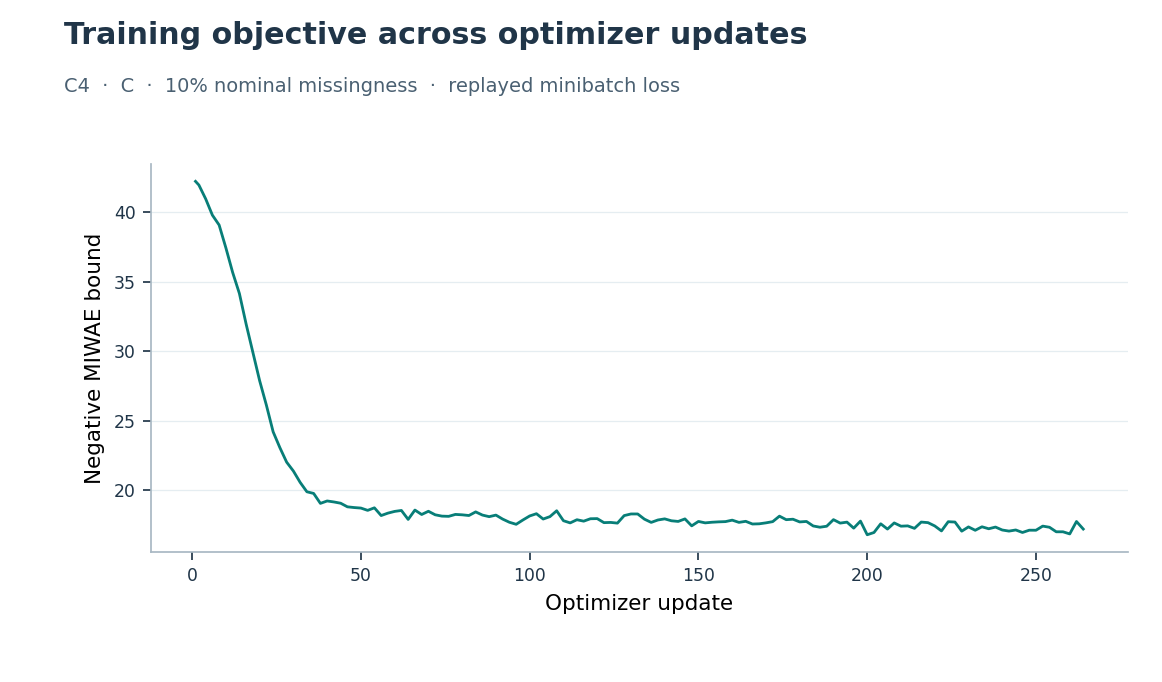 Training objective across optimizer updates
C4 · C · 10% nominal missingness · replayed minibatch loss
Negative MIWAE bound
40
35
30
25
20
0 50 100 150 200 250
Optimizer update